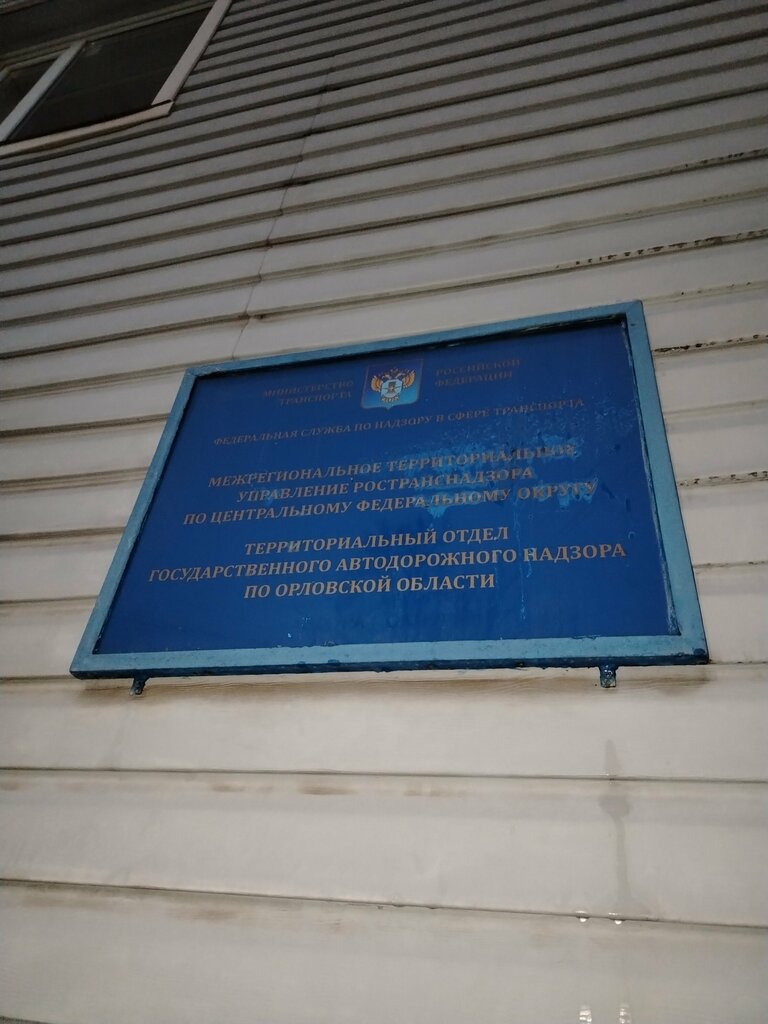 МИНИСТЕРСТВО ТРАНСПОРТА
РОССИЙСКОЙ ФЕДЕРАЦИИ
ФЕДЕРАЛЬНАЯ СЛУЖБА ПО НАДЗОРУ В СФЕРЕ ТРАНСПОРТА
МЕЖРЕГИОНАЛЬНОЕ ТЕРРИТОРИАЛЬНОЕ
УПРАВЛЕНИЕ РОСТРАНСНАДЗОРА
ПО ЦЕНТРАЛЬНОМУ ФЕДЕРАЛЬНОМУ ОКРУГУ
ТЕРРИТОРИАЛЬНЫЙ ОТДЕЛ
ГОСУДАРСТВЕННОГО АВТОДОРОЖНОГО НАДЗОРА
ПО ОРЛОВСКОЙ ОБЛАСТИ